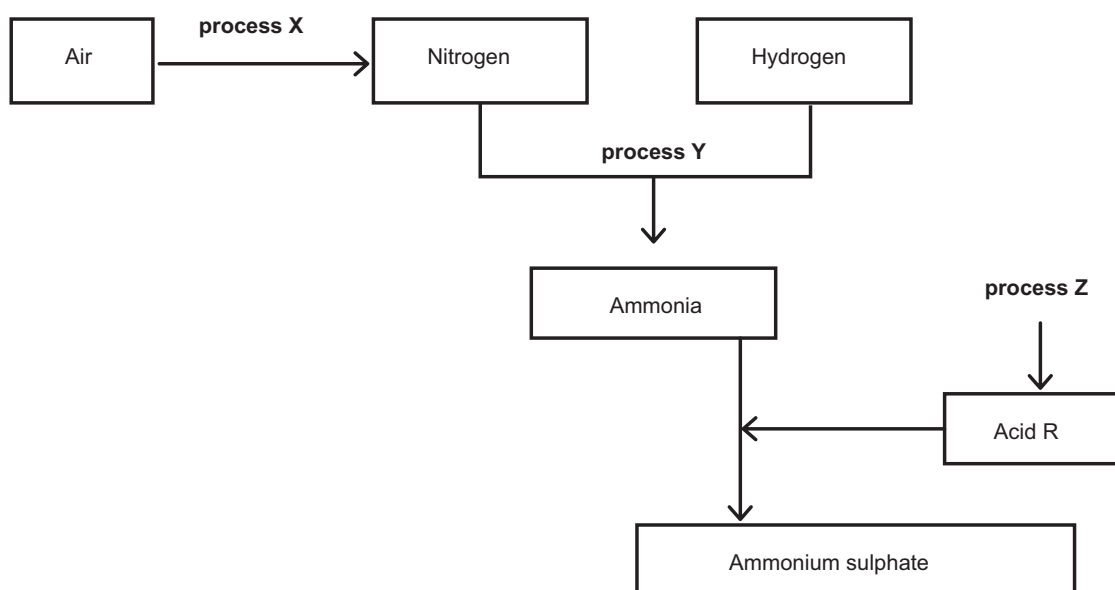 process X
Air
Nitrogen
Hydrogen
process Y
Ammonia
process Z
Acid R
Ammonium sulphate